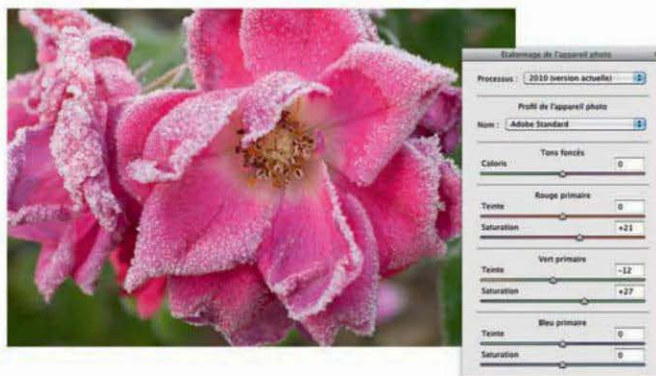 Étalonnage de l'appareil photo
Processus : 2010 (version actuelle)
Profil de l'appareil photo
Nom : Adobe Standard
Tons foncés
Coloris 0
Rouge primaire
Teinte 0
Saturation +21
Vert primaire
Teinte -12
Saturation +27
Bleu primaire
Teinte 0
Saturation 0